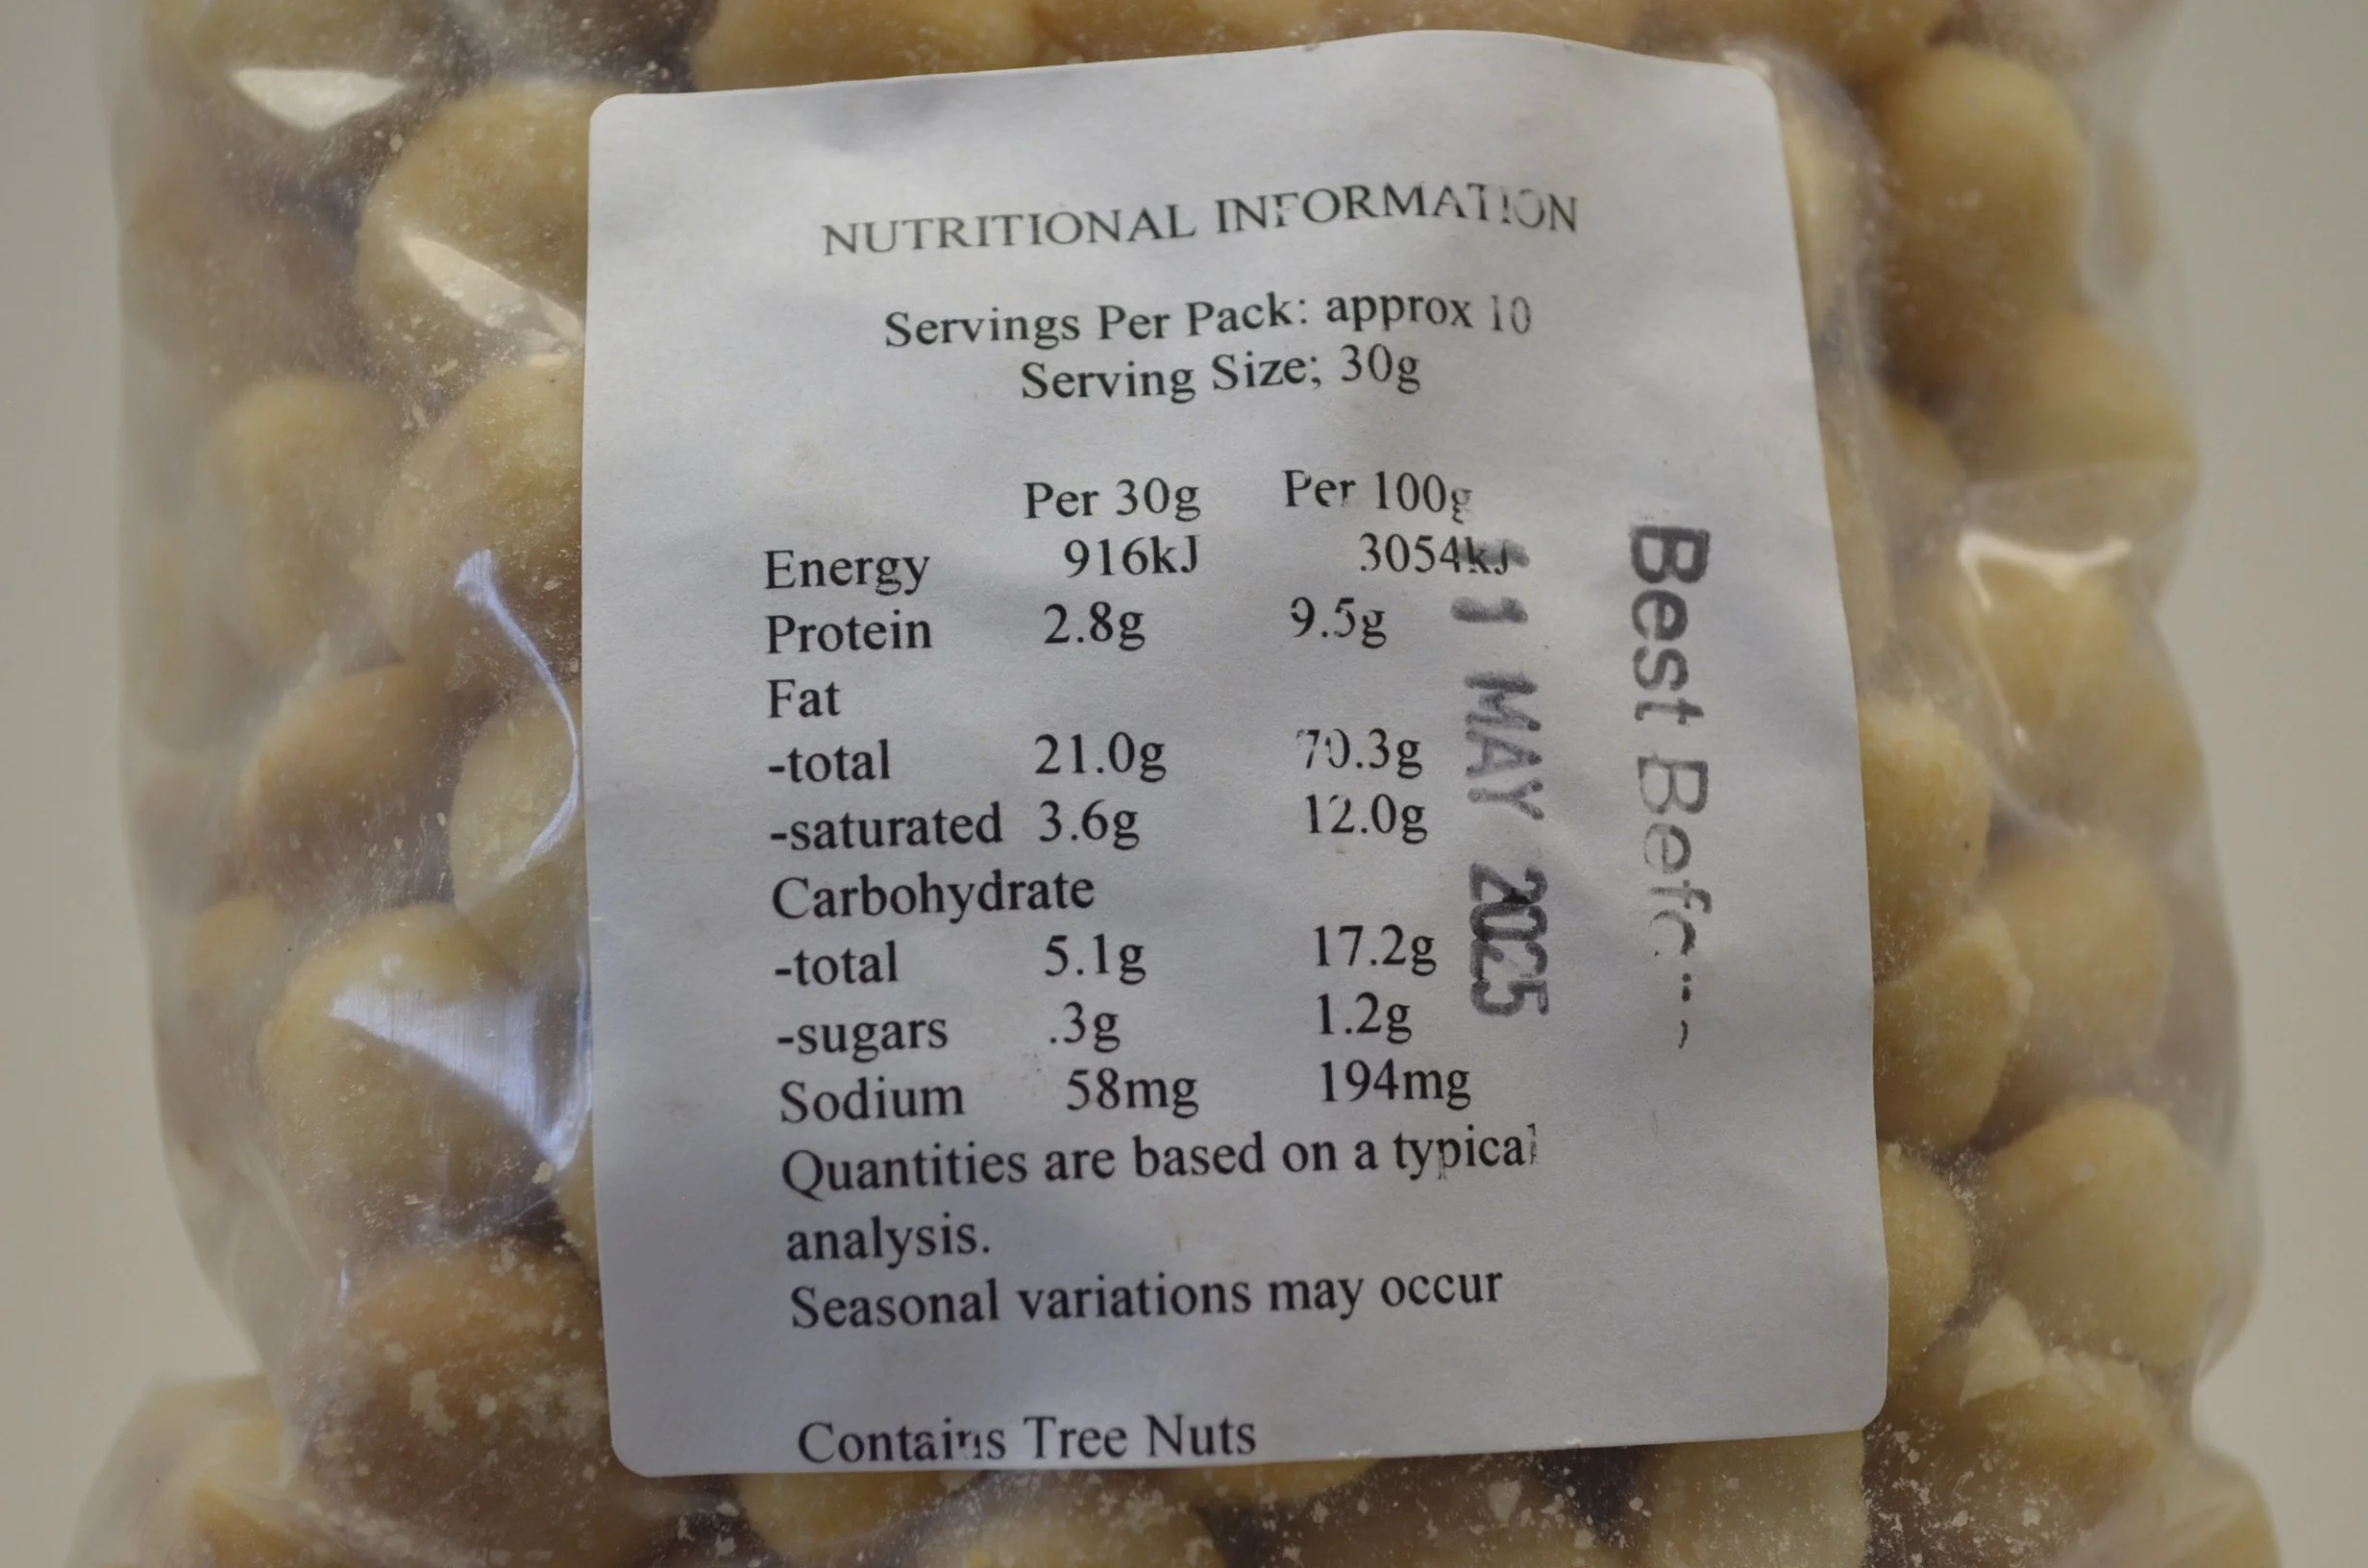 NUTRITIONAL INFORMATION
Servings Per Pack: approx 10
Serving Size; 30g
Per 30g Per 100g
Energy 916kJ 3054kJ
Protein 2.8g 9.5g
Fat
-total 21.0g 70.3g
-saturated 3.6g 12.0g
Carbohydrate
-total 5.1g 17.2g
-sugars .3g 1.2g
Sodium 58mg 194mg
Quantities are based on a typical
analysis.
Seasonal variations may occur
Contains Tree Nuts
Best
11 MAY 2025